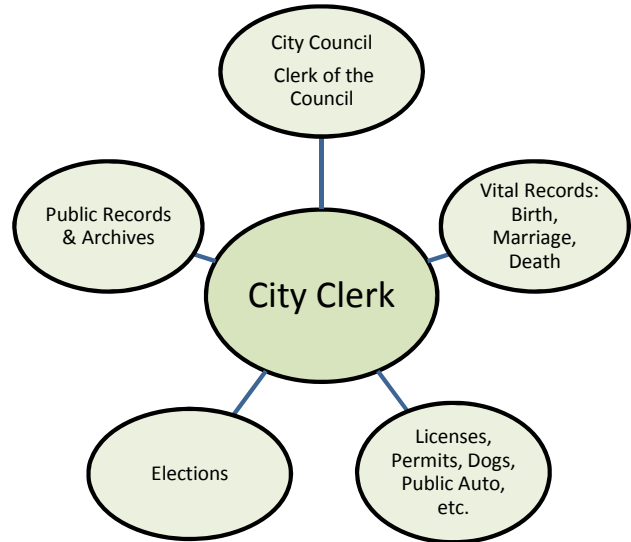 City Council
Clerk of the
Council
Public Records
& Archives
Vital Records:
Birth,
Marriage,
Death
City Clerk
Elections
Licenses,
Permits, Dogs,
Public Auto,
etc.